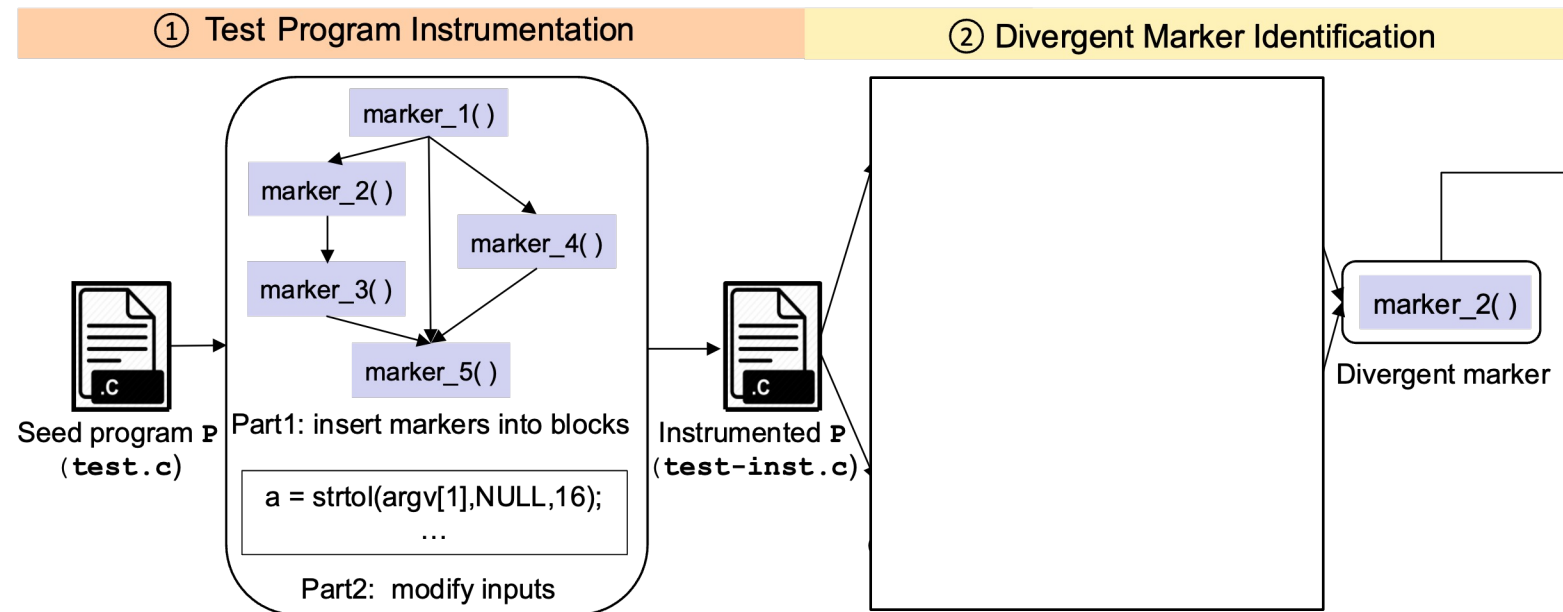 ① Test Program Instrumentation
② Divergent Marker Identification
marker_1( )
marker_2( )
marker_4( )
marker_3( )
marker_5( )
.C
Seed program P
(test.c)
Part1: insert markers into blocks
a = strtol(argv[1],NULL,16);
...
Part2: modify inputs
.C
Instrumented P
(test-inst.c)
marker_2( )
Divergent marker